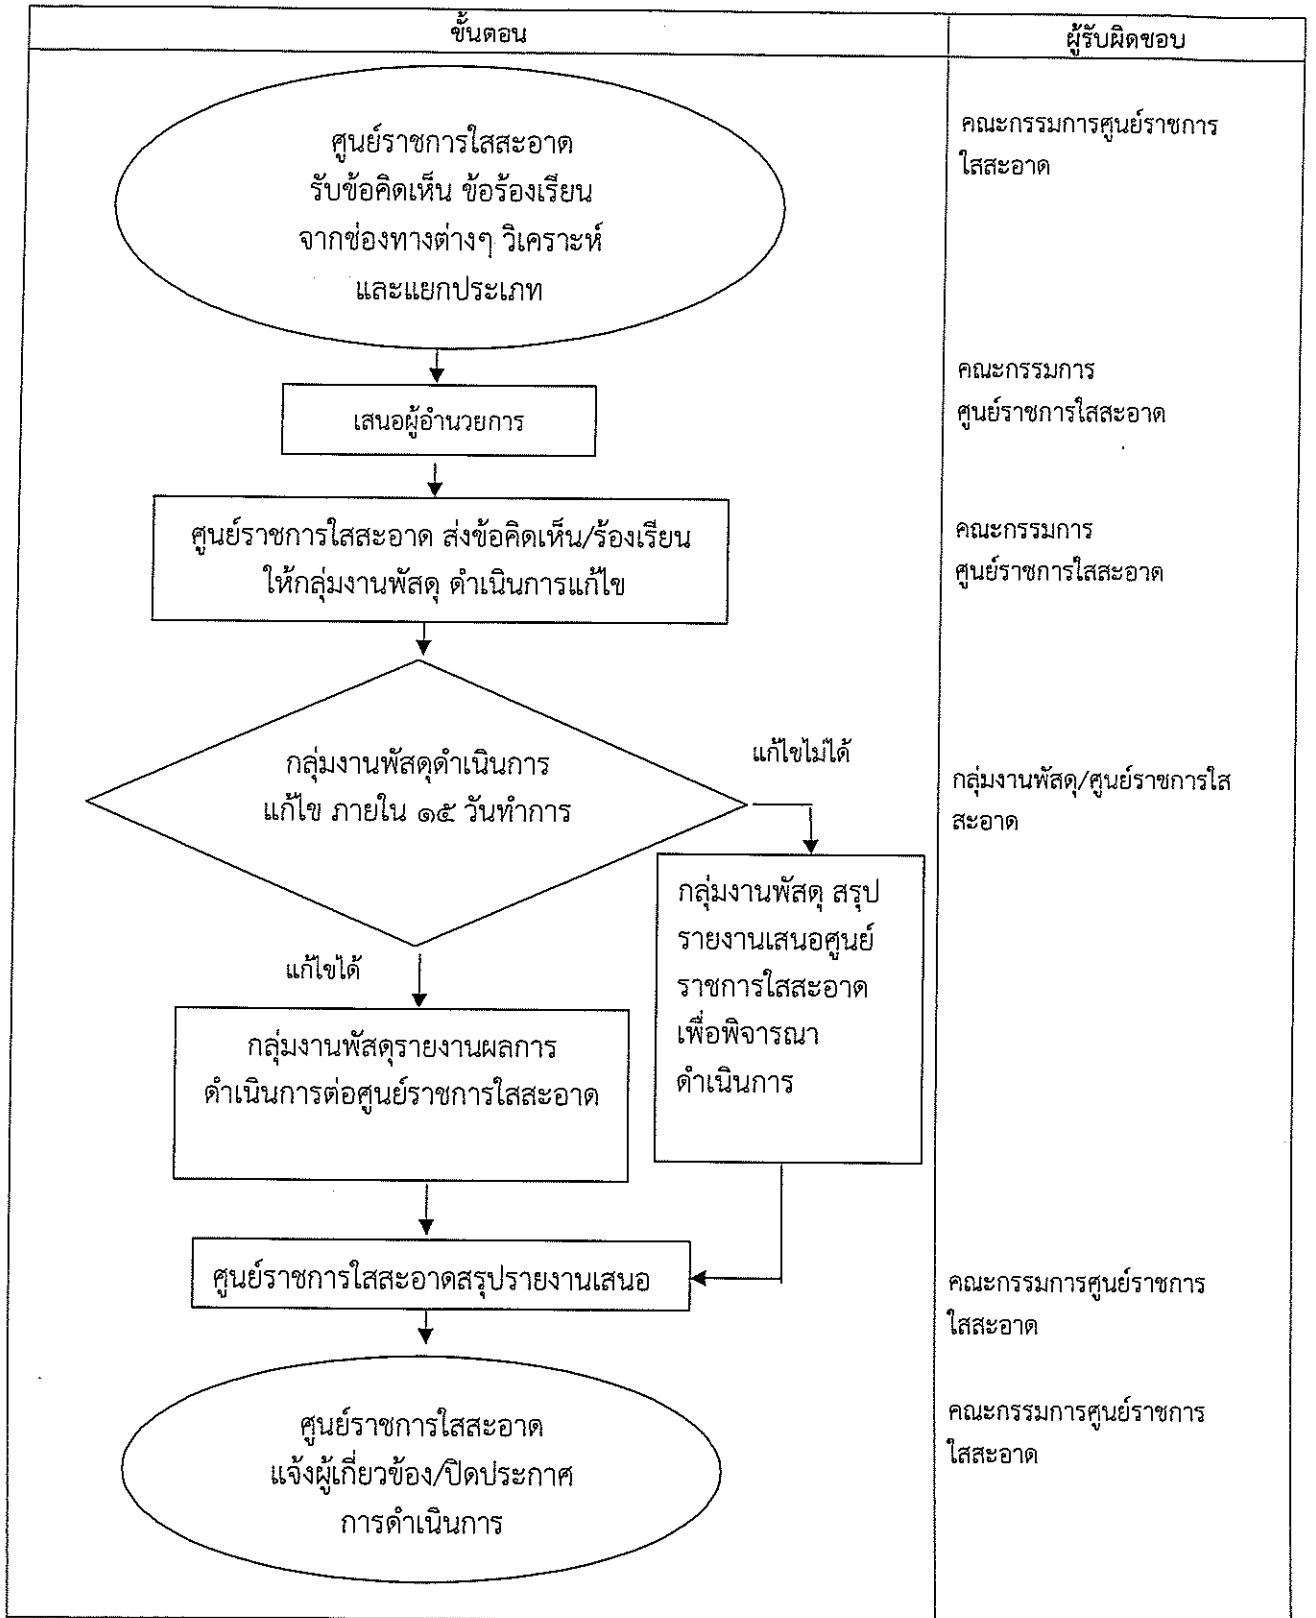 ขั้นตอน
ผู้รับผิดชอบ
ศูนย์ราชการใสสะอาด
รับข้อคิดเห็น ข้อร้องเรียน
จากช่องทางต่างๆ วิเคราะห์
และแยกประเภท
คณะกรรมการศูนย์ราชการ
ใสสะอาด
เสนอผู้อำนวยการ
คณะกรรมการ
ศูนย์ราชการใสสะอาด
ศูนย์ราชการใสสะอาด ส่งข้อคิดเห็น/ร้องเรียน
ให้กลุ่มงานพัสดุ ดำเนินการแก้ไข
คณะกรรมการ
ศูนย์ราชการใสสะอาด
กลุ่มงานพัสดุดำเนินการ
แก้ไข ภายใน ๑๕ วันทำการ
แก้ไขไม่ได้
กลุ่มงานพัสดุ/ศูนย์ราชการใส
สะอาด
กลุ่มงานพัสดุ สรุป
รายงานเสนอศูนย์
ราชการใสสะอาด
เพื่อพิจารณา
ดำเนินการ
แก้ไขได้
กลุ่มงานพัสดุรายงานผลการ
ดำเนินการต่อศูนย์ราชการใสสะอาด
ศูนย์ราชการใสสะอาดสรุปรายงานเสนอ
คณะกรรมการศูนย์ราชการ
ใสสะอาด
ศูนย์ราชการใสสะอาด
แจ้งผู้เกี่ยวข้อง/ปิดประกาศ
การดำเนินการ
คณะกรรมการศูนย์ราชการ
ใสสะอาด